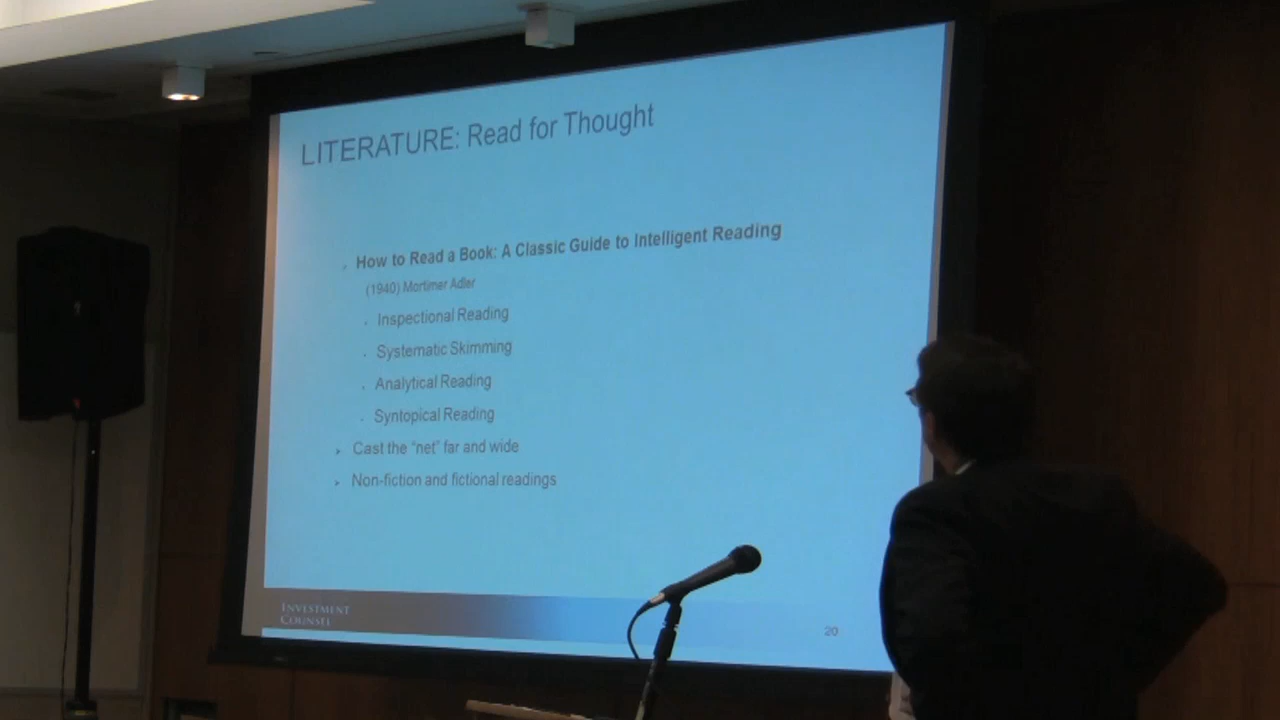 LITERATURE: Read for Thought
How to Read a Book: A Classic Guide to Intelligent Reading
(1940) Mortimer Adler
Inspectional Reading
Systematic Skimming
Analytical Reading
Syntopical Reading
Cast the “net” far and wide
Non-fiction and fictional readings
INVESTMENT
COUNSEL
20